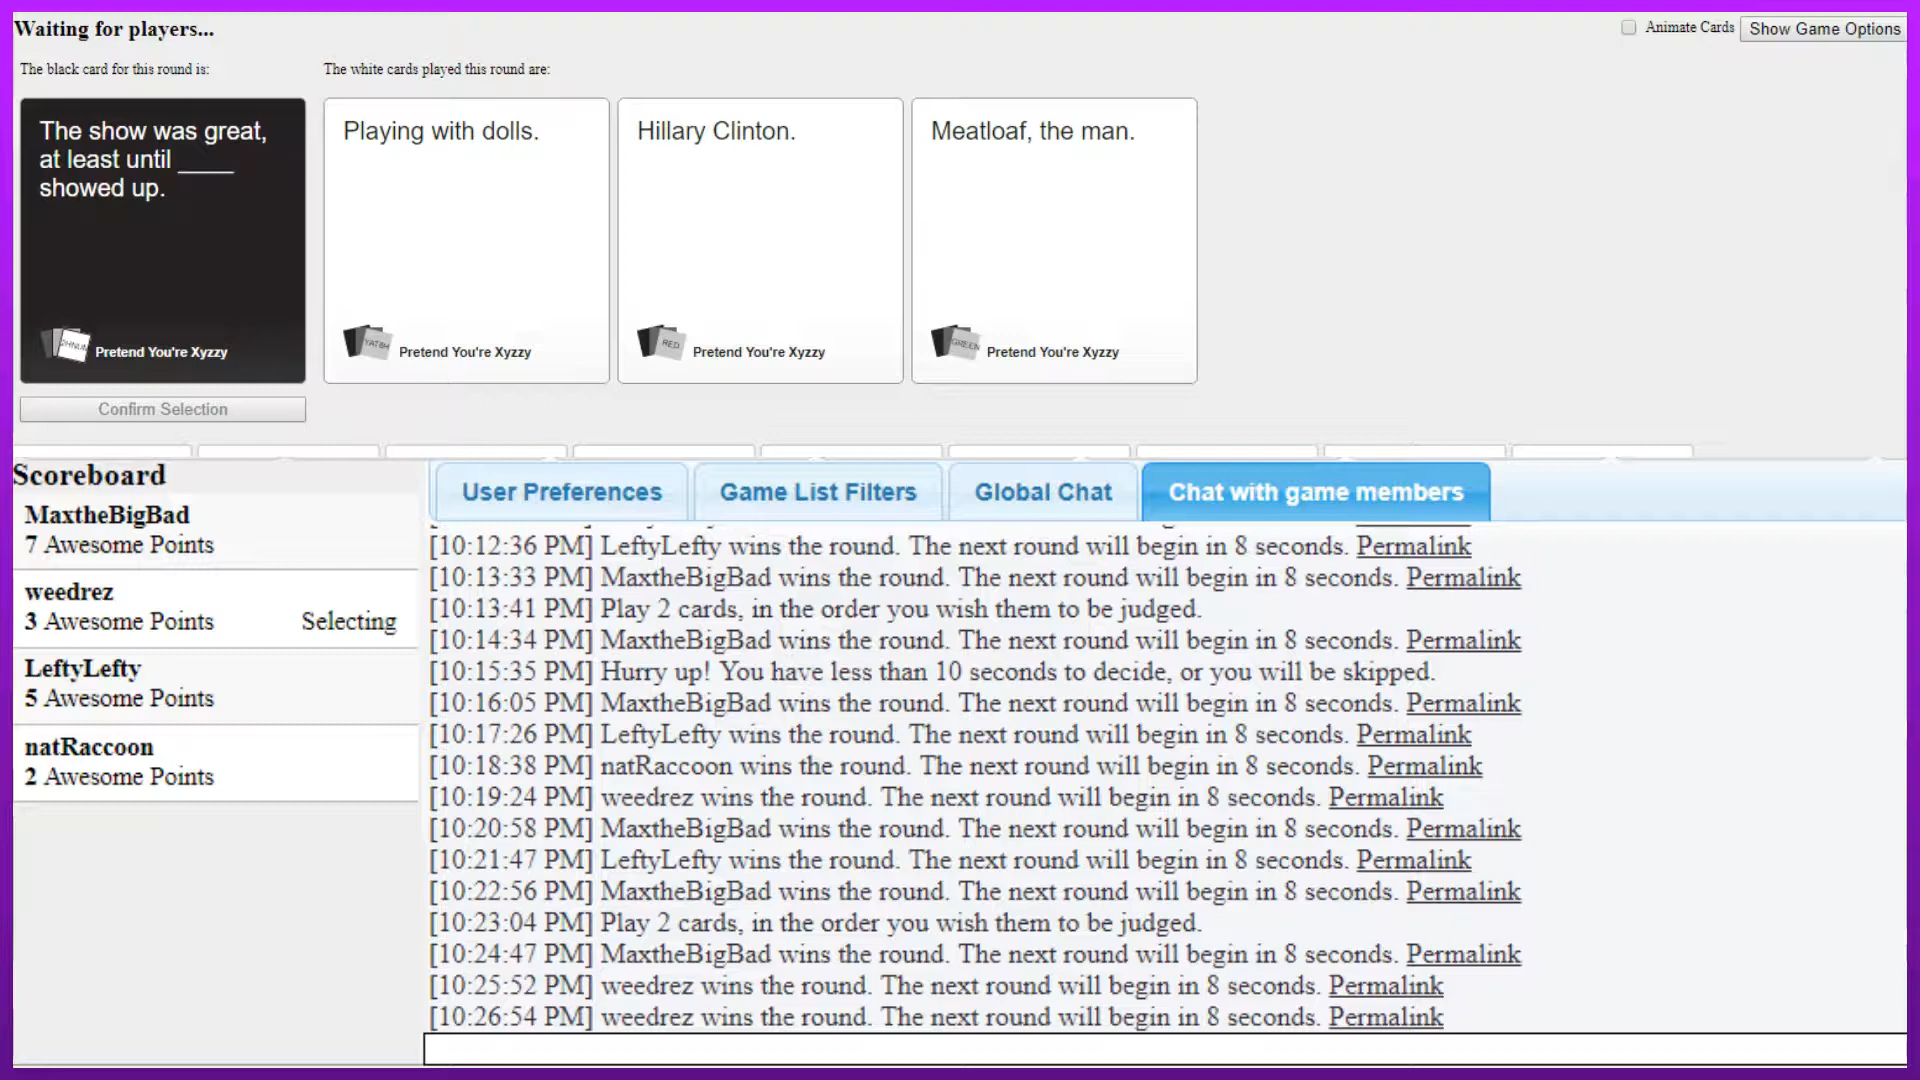 Waiting for players...
Animate Cards
Show Game Options
The black card for this round is:
The white cards played this round are:
The show was great,
at least until ____
showed up.
Pretend You're Xyzzy
Playing with dolls.
YAT8H
Pretend You're Xyzzy
Hillary Clinton.
RED
Pretend You're Xyzzy
Meatloaf, the man.
GREEN
Pretend You're Xyzzy
Confirm Selection
Scoreboard
MaxtheBigBad
7 Awesome Points
weedrez
3 Awesome Points Selecting
LeftyLefty
5 Awesome Points
natRaccoon
2 Awesome Points
User Preferences
Game List Filters
Global Chat
Chat with game members
[10:12:36 PM] LeftyLefty wins the round. The next round will begin in 8 seconds. Permalink
[10:13:33 PM] MaxtheBigBad wins the round. The next round will begin in 8 seconds. Permalink
[10:13:41 PM] Play 2 cards, in the order you wish them to be judged.
[10:14:34 PM] MaxtheBigBad wins the round. The next round will begin in 8 seconds. Permalink
[10:15:35 PM] Hurry up! You have less than 10 seconds to decide, or you will be skipped.
[10:16:05 PM] MaxtheBigBad wins the round. The next round will begin in 8 seconds. Permalink
[10:17:26 PM] LeftyLefty wins the round. The next round will begin in 8 seconds. Permalink
[10:18:38 PM] natRaccoon wins the round. The next round will begin in 8 seconds. Permalink
[10:19:24 PM] weedrez wins the round. The next round will begin in 8 seconds. Permalink
[10:20:58 PM] MaxtheBigBad wins the round. The next round will begin in 8 seconds. Permalink
[10:21:47 PM] LeftyLefty wins the round. The next round will begin in 8 seconds. Permalink
[10:22:56 PM] MaxtheBigBad wins the round. The next round will begin in 8 seconds. Permalink
[10:23:04 PM] Play 2 cards, in the order you wish them to be judged.
[10:24:47 PM] MaxtheBigBad wins the round. The next round will begin in 8 seconds. Permalink
[10:25:52 PM] weedrez wins the round. The next round will begin in 8 seconds. Permalink
[10:26:54 PM] weedrez wins the round. The next round will begin in 8 seconds. Permalink